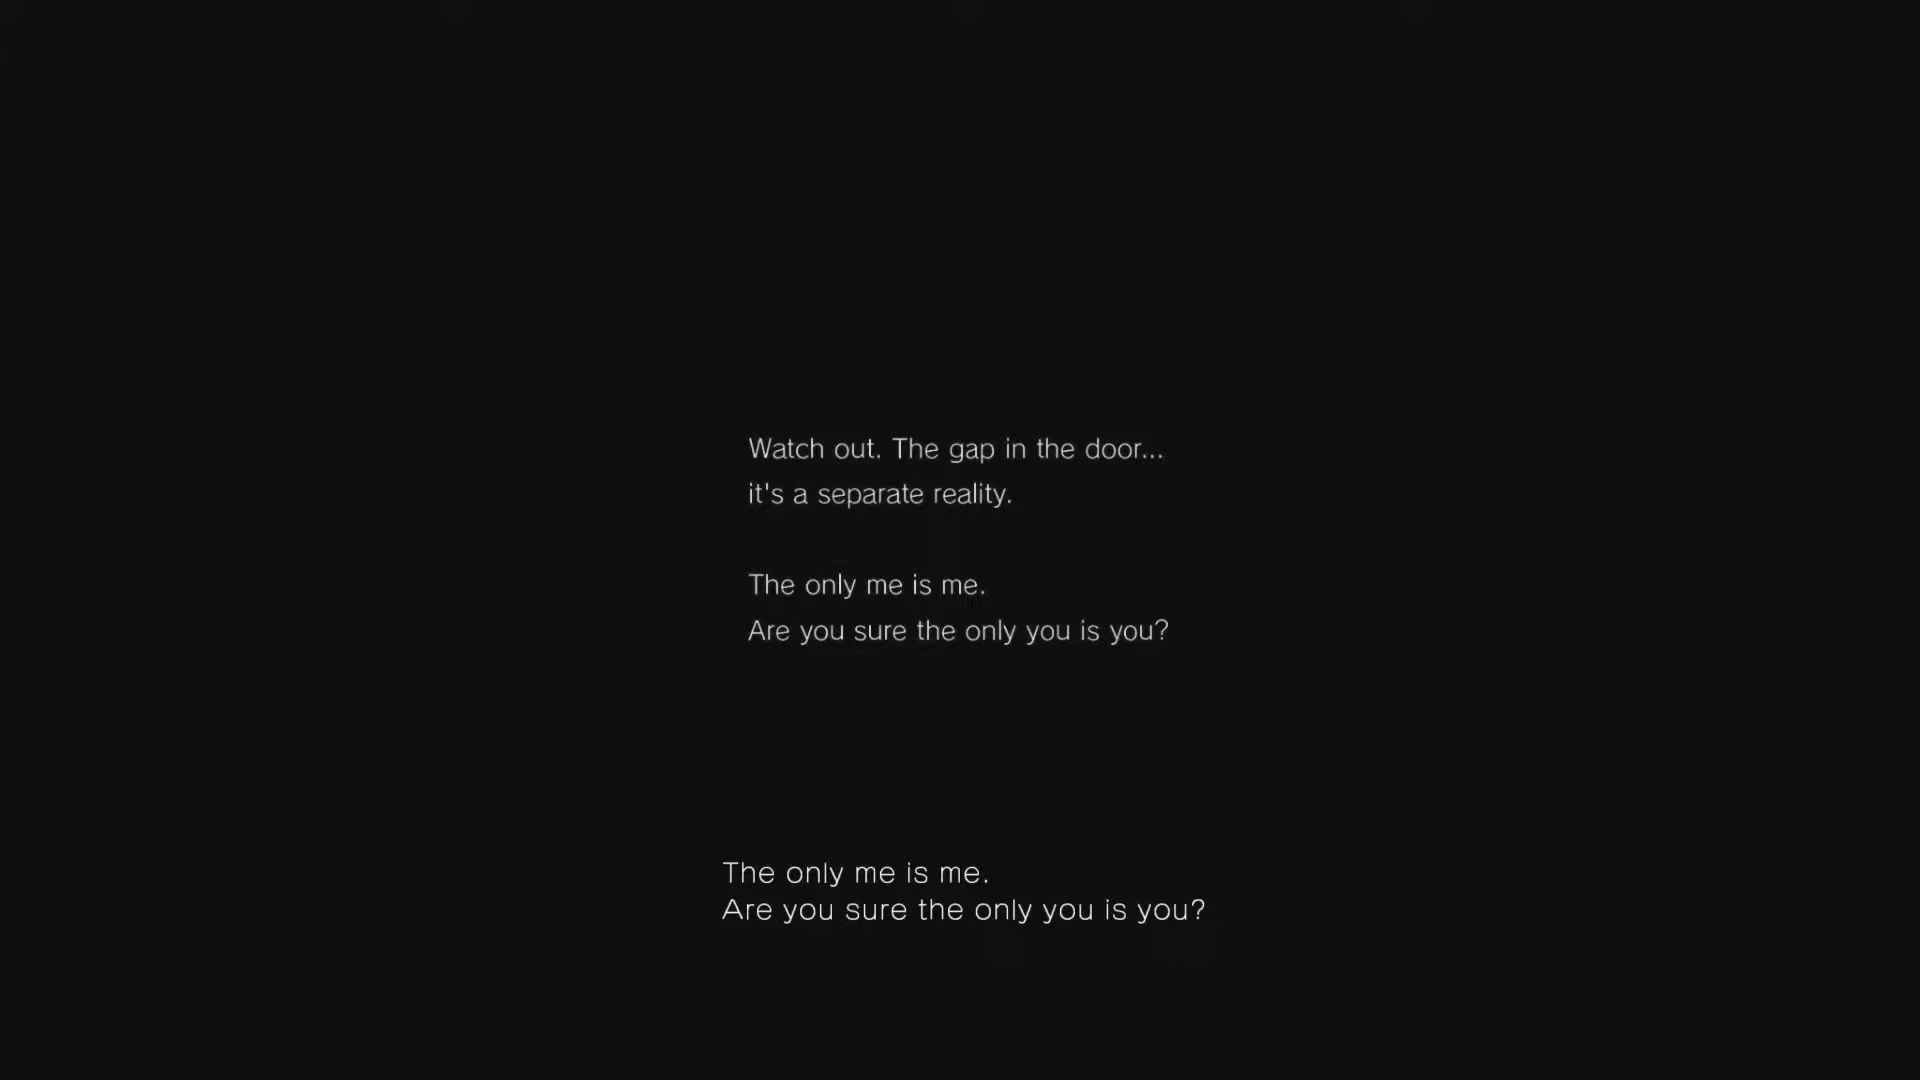 Watch out. The gap in the door...
it's a separate reality.
The only me is me.
Are you sure the only you is you?
The only me is me.
Are you sure the only you is you?